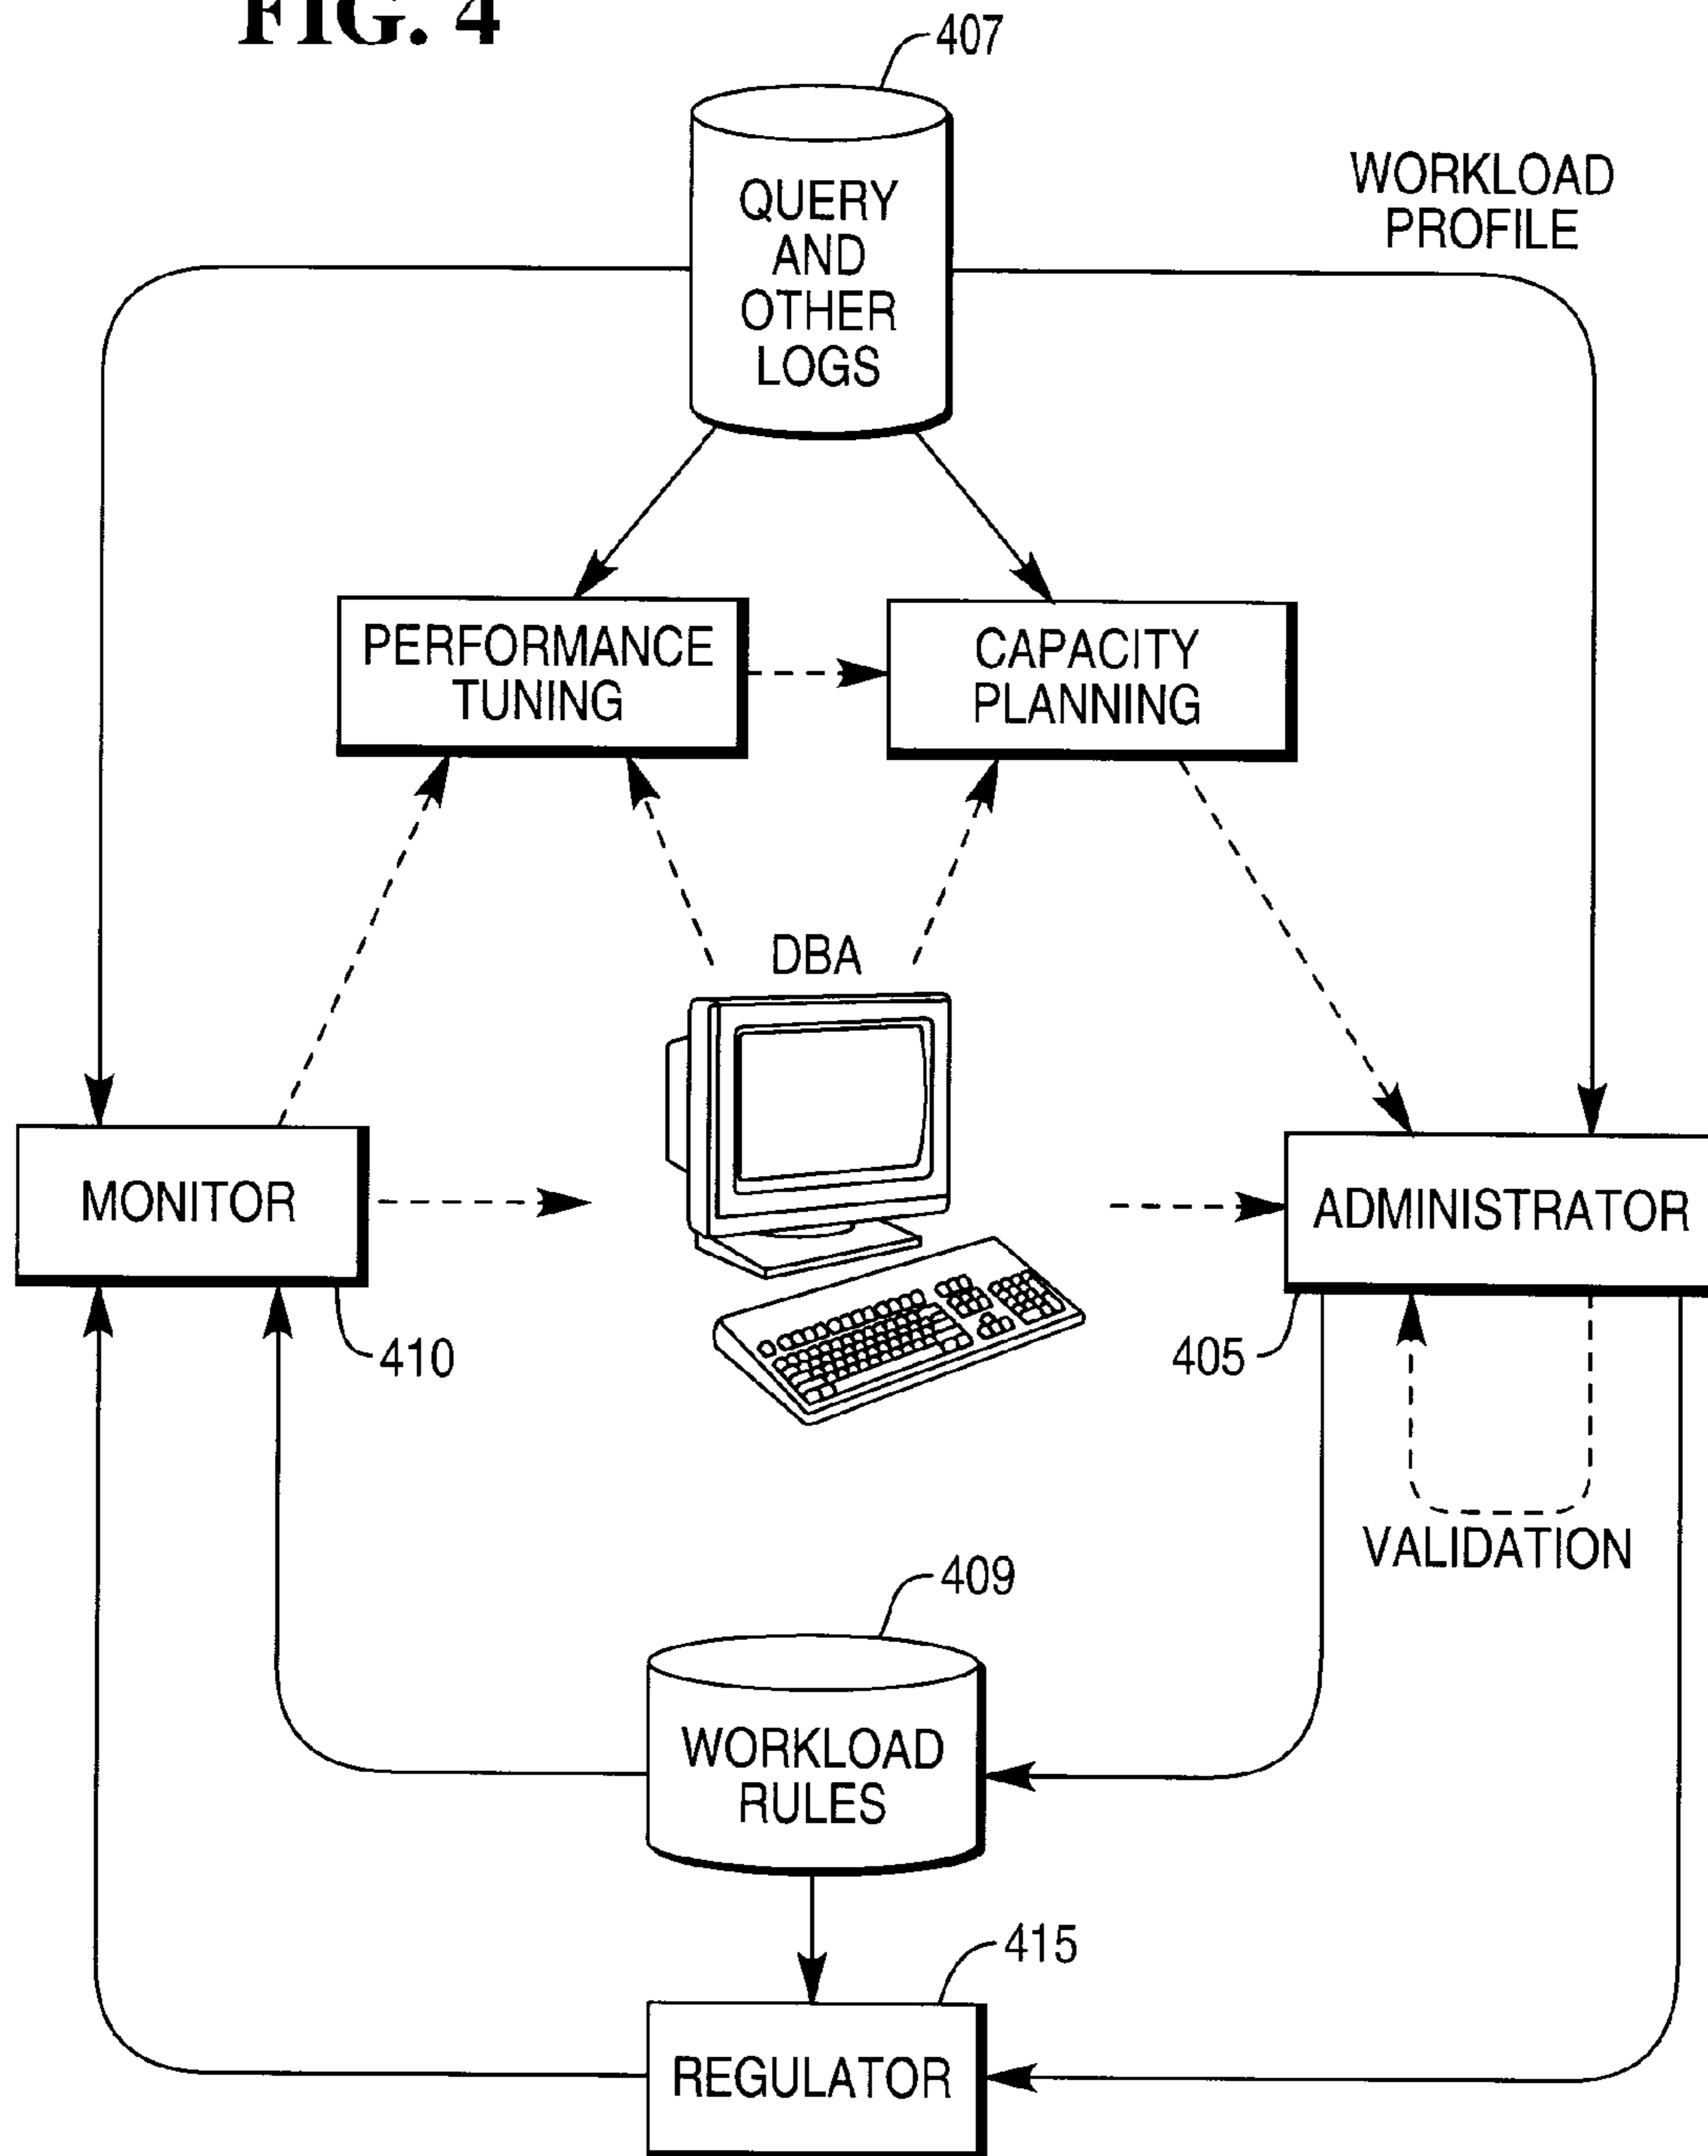 FIG. 4
407
QUERY
AND
OTHER
LOGS
WORKLOAD
PROFILE
PERFORMANCE
TUNING
CAPACITY
PLANNING
DBA
MONITOR
ADMINISTRATOR
410
405
VALIDATION
409
WORKLOAD
RULES
415
REGULATOR